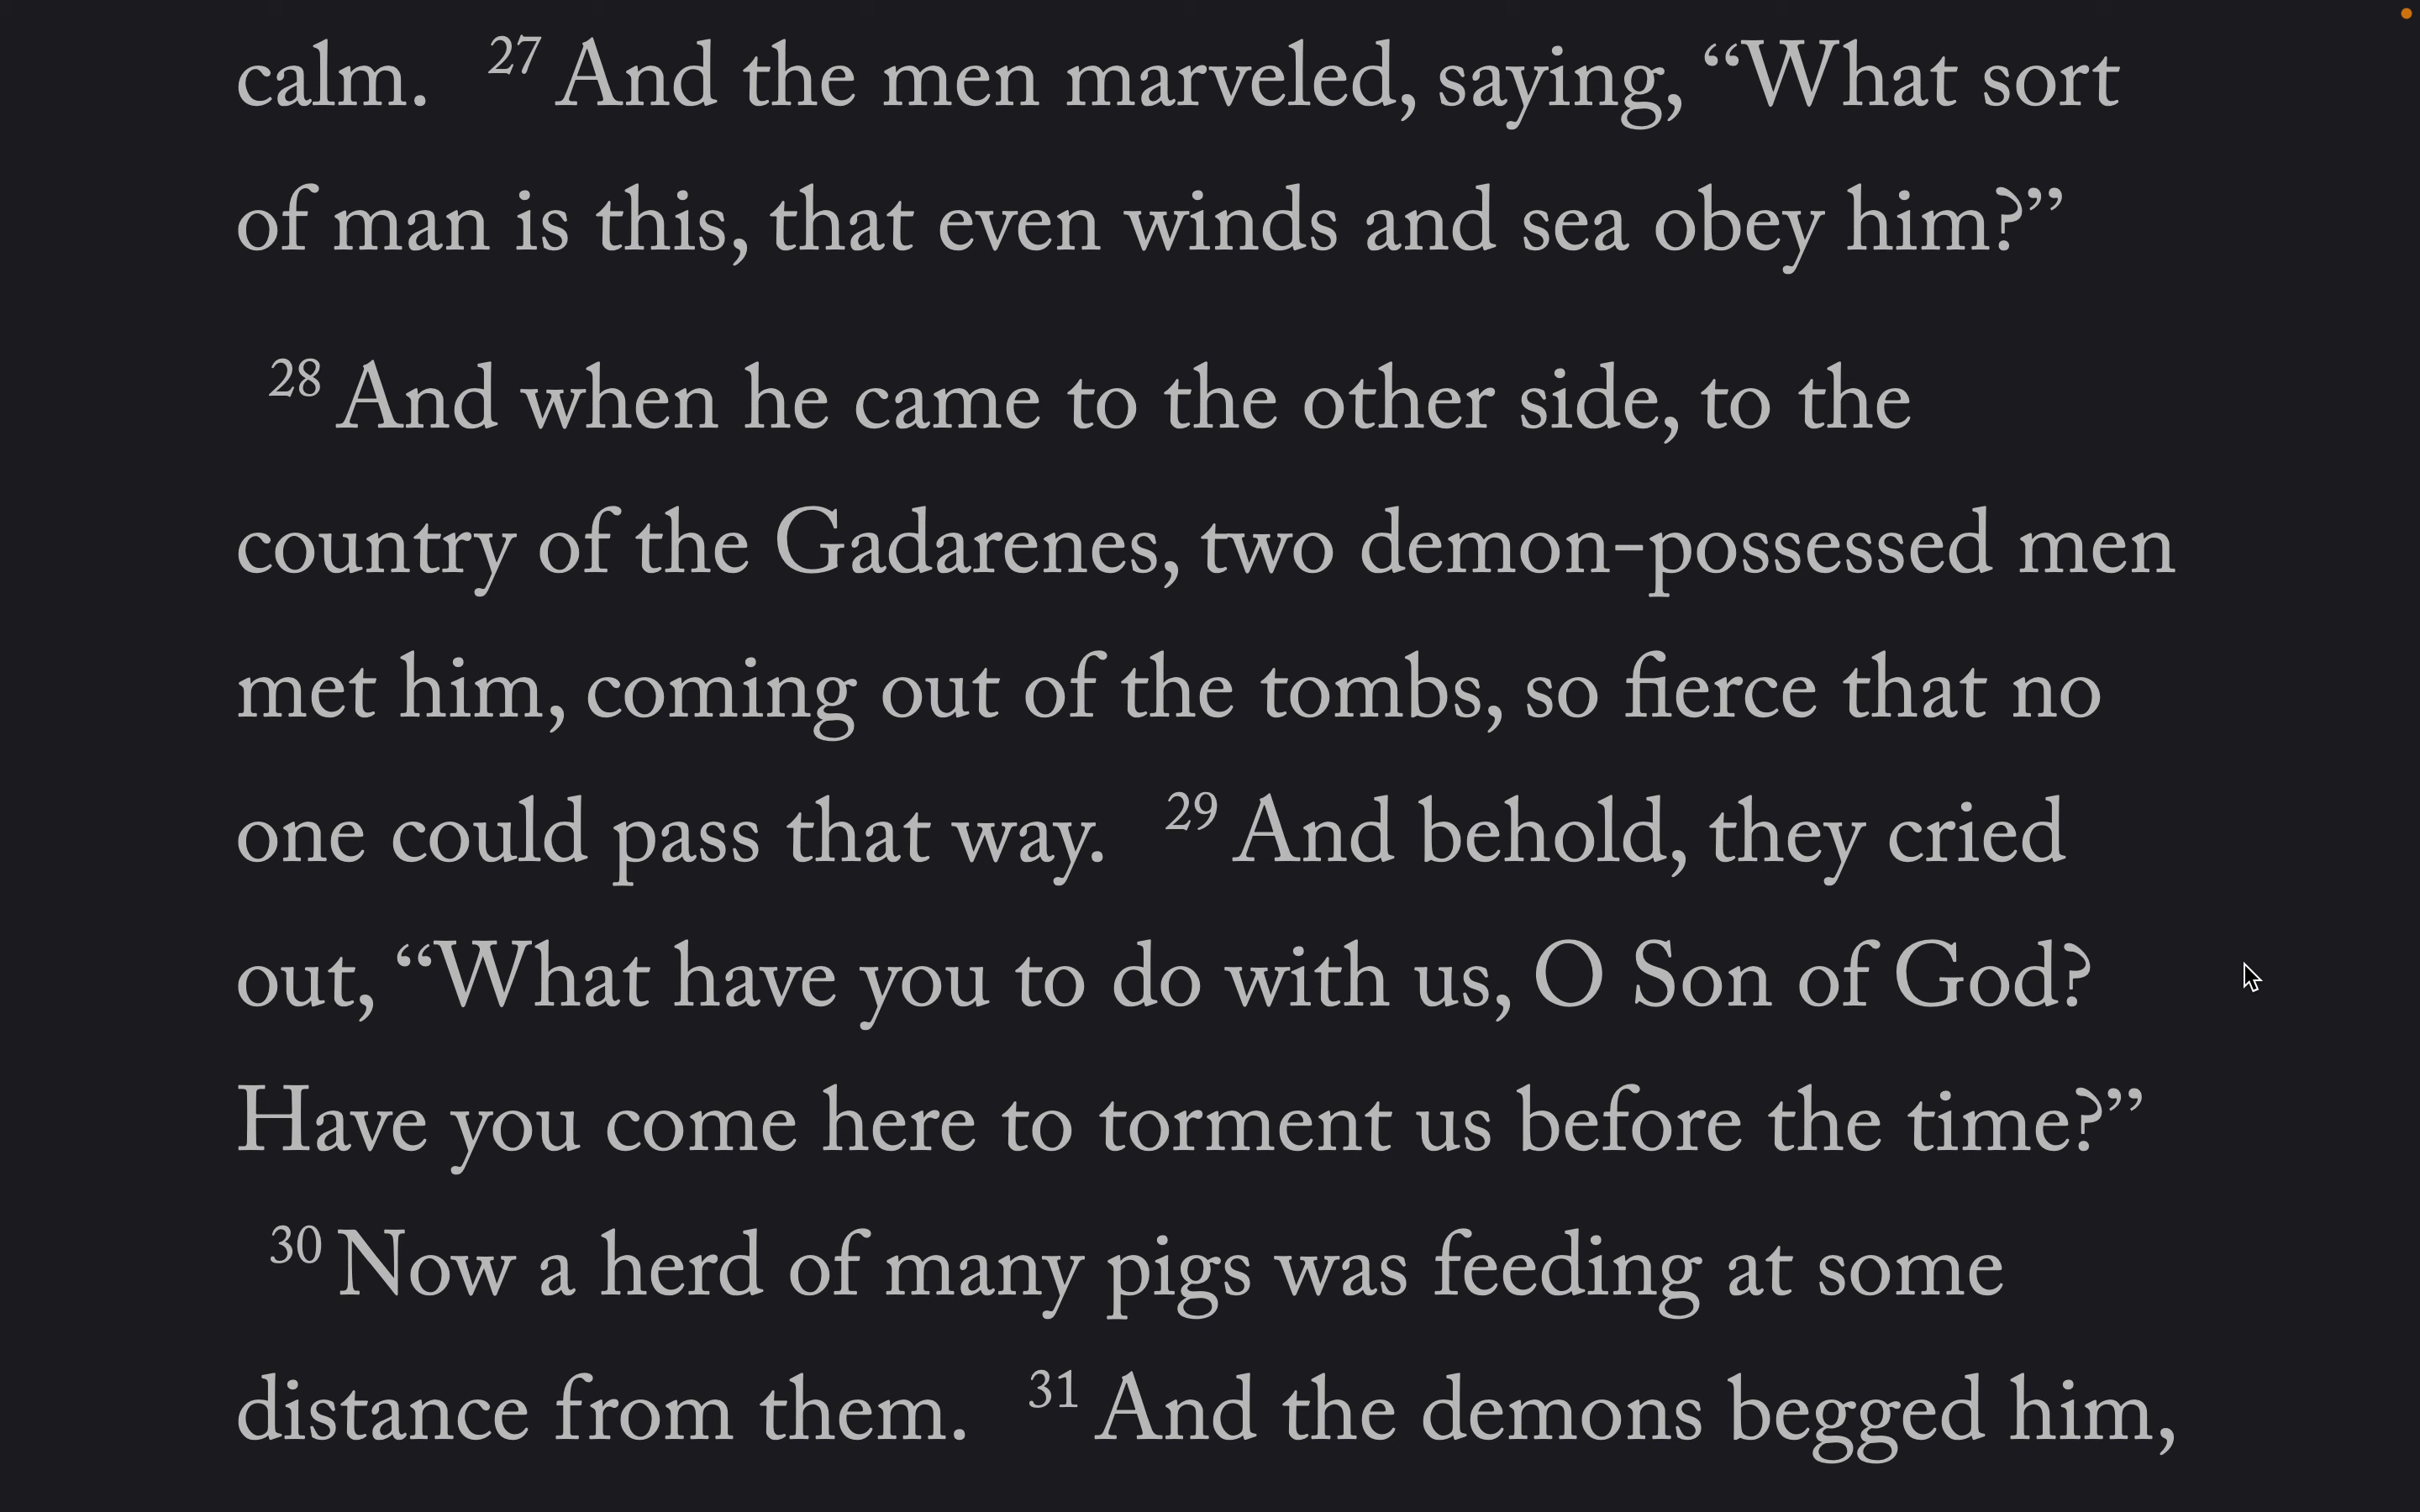 calm. 27 And the men marveled, saying, “What sort
of man is this, that even winds and sea obey him?”
28 And when he came to the other side, to the
country of the Gadarenes, two demon-possessed men
met him, coming out of the tombs, so fierce that no
one could pass that way. 29 And behold, they cried
out, “What have you to do with us, O Son of God?
Have you come here to torment us before the time?”
30 Now a herd of many pigs was feeding at some
distance from them. 31 And the demons begged him,